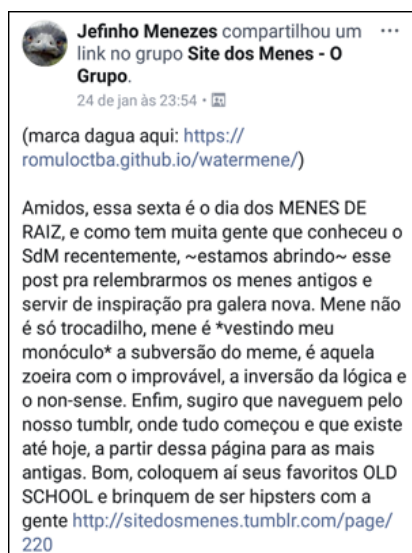 Jefinho Menezes compartilhou um ...
link no grupo Site dos Menes - O
Grupo.
24 de jan às 23:54 •
(marca dagua aqui: https://
romuloctba.github.io/watermene/)
Amidos, essa sexta é o dia dos MENES DE
RAIZ, e como tem muita gente que conheceu o
SdM recentemente, ~estamos abrindo~ esse
post pra relembrarmos os menes antigos e
servir de inspiração pra galera nova. Mene não
é só trocadilho, mene é *vestindo meu
monóculo* a subversão do meme, é aquela
zoeira com o improvável, a inversão da lógica e
o non-sense. Enfim, sugiro que naveguem pelo
nosso tumblr, onde tudo começou e que existe
até hoje, a partir dessa página para as mais
antigas. Bom, coloquem aí seus favoritos OLD
SCHOOL e brinquem de ser hipsters com a
gente http://sitedosmenes.tumblr.com/page/
220